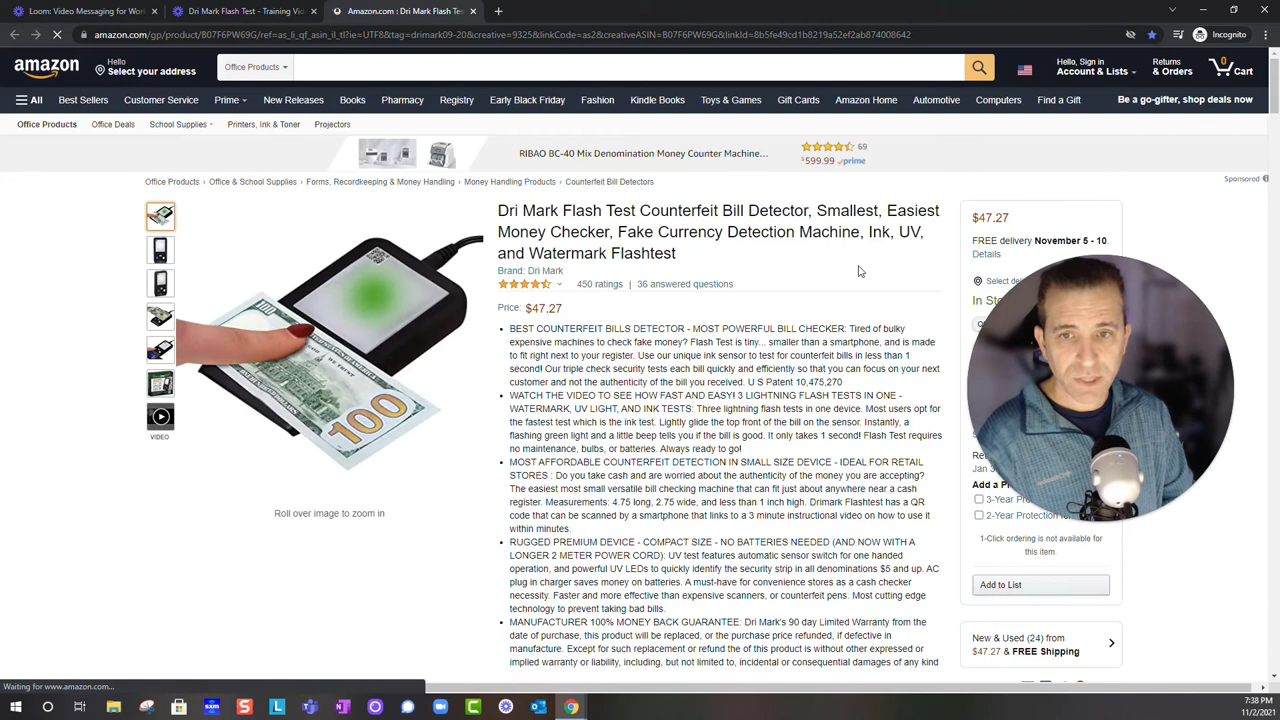 Loom: Video Messaging for Work
Dri Mark Flash Test - Training Vi
Amazon.com : Dri Mark Flash Tes
amazon.com/gp/product/B07F6PW69G/ref=as_li_qf_asin_il_tl?ie=UTF8&tag=drimark09-20&creative=9325&linkCode=as2&creativeASIN=B07F6PW69G&linkId=8b5fe49cd1b8219a52ef2ab874008642
Incognito
amazon
Hello
Select your address
Office Products
Hello, Sign in
Account & Lists
Returns
& Orders
0
Cart
All
Best Sellers
Customer Service
Prime
New Releases
Books
Pharmacy
Registry
Early Black Friday
Fashion
Kindle Books
Toys & Games
Gift Cards
Amazon Home
Automotive
Computers
Find a Gift
Be a go-gifter, shop deals now
Office Products
Office Deals
School Supplies
Printers, Ink & Toner
Projectors
RIBAO BC-40 Mix Denomination Money Counter Machine...
69
$599.99 prime
Sponsored
Office Products › Office & School Supplies › Forms, Recordkeeping & Money Handling › Money Handling Products › Counterfeit Bill Detectors
100
VIDEO
Roll over image to zoom in
Dri Mark Flash Test Counterfeit Bill Detector, Smallest, Easiest
Money Checker, Fake Currency Detection Machine, Ink, UV,
and Watermark Flashtest
Brand: Dri Mark
450 ratings | 36 answered questions
Price: $47.27
• BEST COUNTERFEIT BILLS DETECTOR - MOST POWERFUL BILL CHECKER: Tired of bulky
expensive machines to check fake money? Flash Test is tiny... smaller than a smartphone, and is made
to fit right next to your register. Use our unique ink sensor to test for counterfeit bills in less than 1
second! Our triple check security tests each bill quickly and efficiently so that you can focus on your next
customer and not the authenticity of the bill you received. U S Patent 10,475,270
• WATCH THE VIDEO TO SEE HOW FAST AND EASY! 3 LIGHTNING FLASH TESTS IN ONE -
WATERMARK, UV LIGHT, AND INK TESTS: Three lightning flash tests in one device. Most users opt for
the fastest test which is the ink test. Lightly glide the top front of the bill on the sensor. Instantly, a
flashing green light and a little beep tells you if the bill is good. It only takes 1 second! Flash Test requires
no maintenance, bulbs, or batteries. Always ready to go!
• MOST AFFORDABLE COUNTERFEIT DETECTION IN SMALL SIZE DEVICE - IDEAL FOR RETAIL
STORES : Do you take cash and are worried about the authenticity of the money you are accepting?
The easiest most small versatile bill checking machine that can fit just about anywhere near a cash
register. Measurements: 4.75 long, 2.75 wide, and less than 1 inch high. Drimark Flashtest has a QR
code that can be scanned by a smartphone that links to a 3 minute instructional video on how to use it
within minutes.
• RUGGED PREMIUM DEVICE - COMPACT SIZE - NO BATTERIES NEEDED (AND NOW WITH A
LONGER 2 METER POWER CORD): UV test features automatic sensor switch for one handed
operation, and powerful UV LEDs to quickly identify the security strip in all denominations $5 and up. AC
plug in charger saves money on batteries. A must-have for convenience stores as a cash checker
necessity. Faster and more effective than expensive scanners, or counterfeit pens. Most cutting edge
technology to prevent taking bad bills.
• MANUFACTURER 100% MONEY BACK GUARANTEE: Dri Mark's 90 day Limited Warranty from the
date of purchase, this product will be replaced, or the purchase price refunded, if defective in
manufacture. Except for such replacement or refund the of this product is without other expressed or
implied warranty or liability, including, but not limited to, incidental or consequential damages of any kind
$47.27
FREE delivery November 5 - 10.
Details
Select
In Sto
Jan 3
Add a Pr
3-Year Pr
2-Year Protection
1-Click ordering is not available for
this item.
Add to List
New & Used (24) from
$47.27 & FREE Shipping
Waiting for www.amazon.com...
7:38 PM
11/2/2021